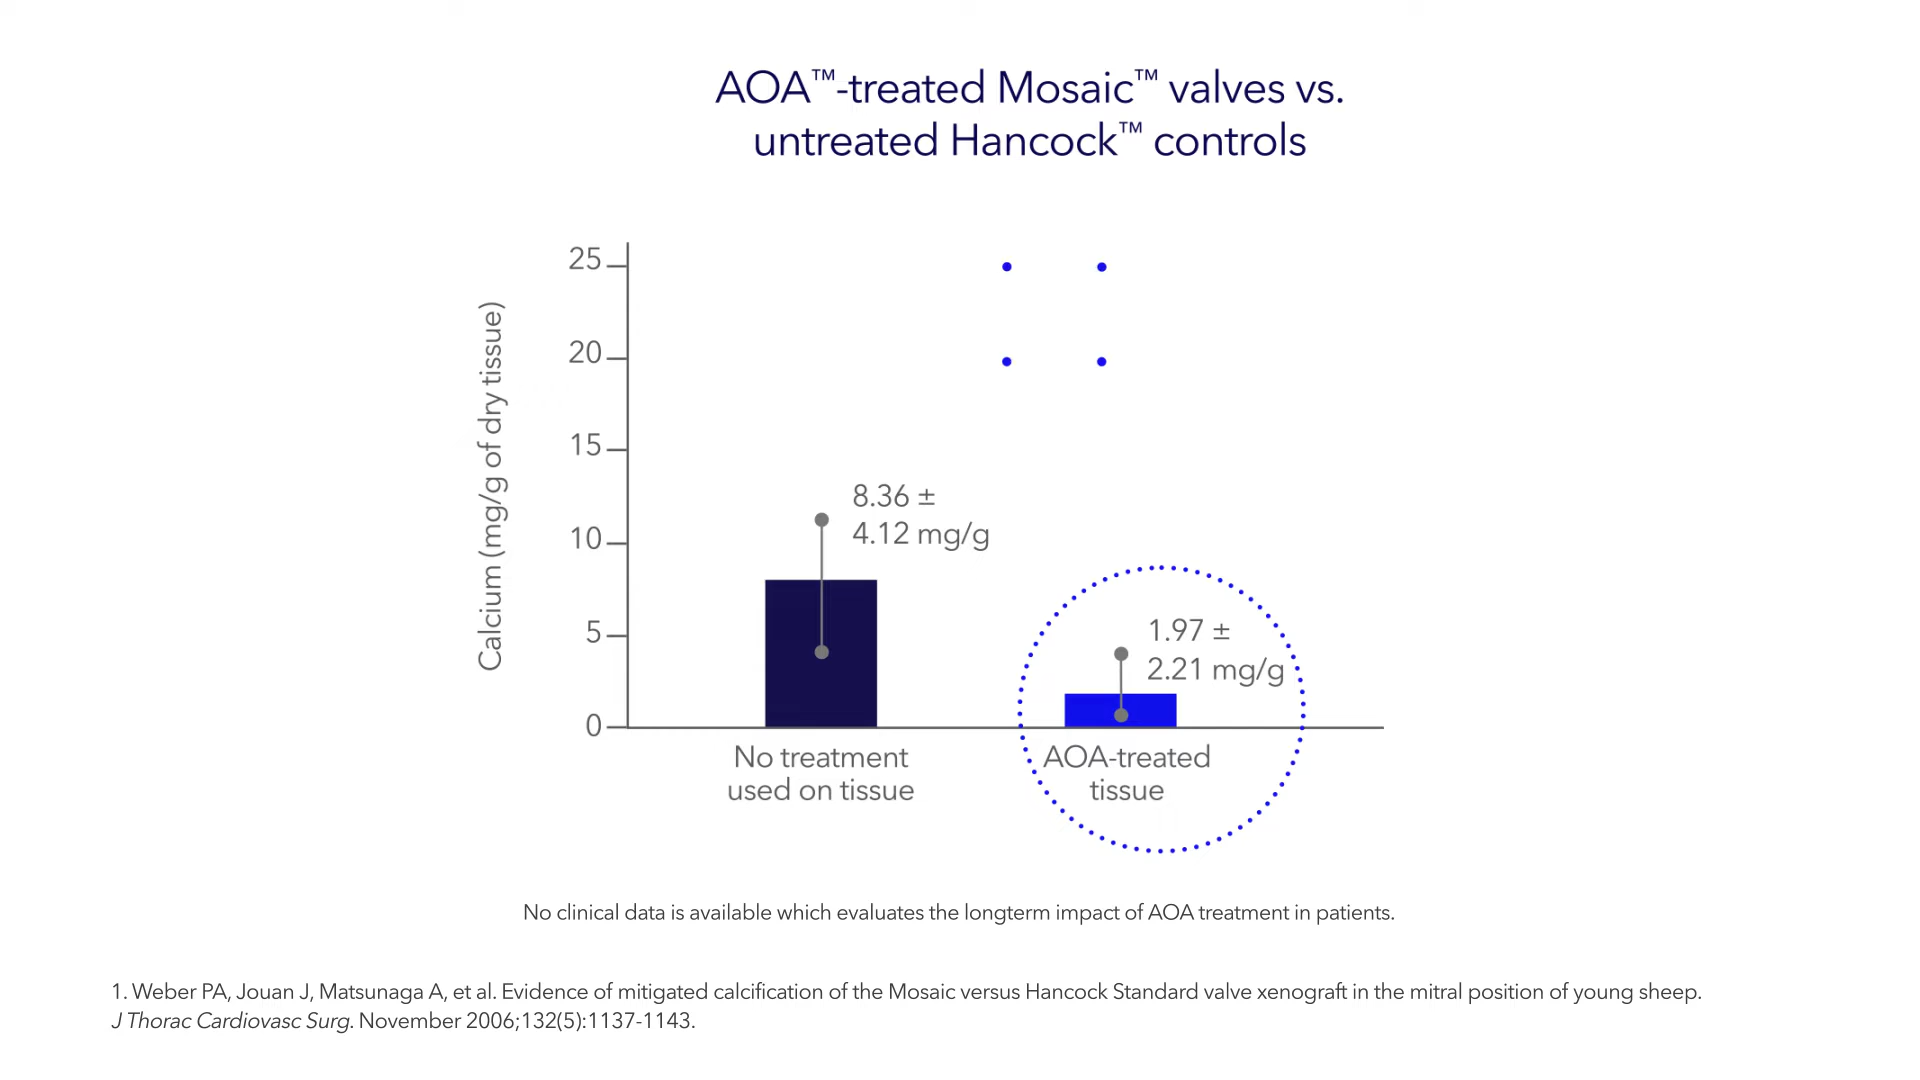 AOA™-treated Mosaic™ valves vs.
untreated Hancock™ controls
Calcium (mg/g of dry tissue)
25
20
15
10
5
0
8.36 ±
4.12 mg/g
1.97 ±
2.21 mg/g
No treatment
used on tissue
AOA-treated
tissue
No clinical data is available which evaluates the longterm impact of AOA treatment in patients.
1. Weber PA, Jouan J, Matsunaga A, et al. Evidence of mitigated calcification of the Mosaic versus Hancock Standard valve xenograft in the mitral position of young sheep.
J Thorac Cardiovasc Surg. November 2006;132(5):1137-1143.